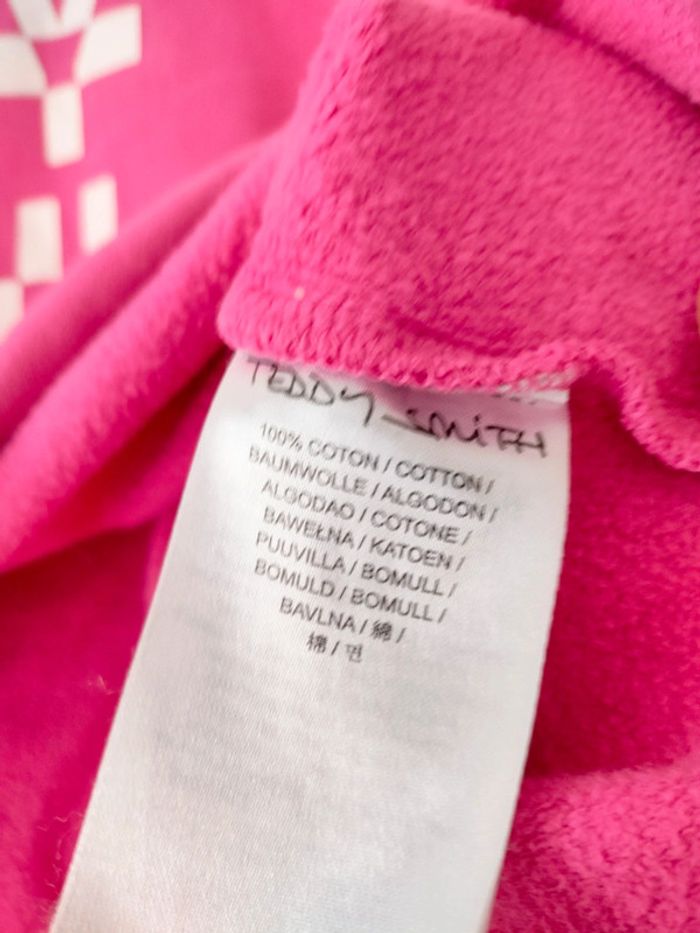 TEDDY SMiTH
100% COTON / COTTON /
BAUMWOLLE / ALGODON /
ALGODAO / COTONE /
BAWEŁNA / KATOEN /
PUUVILLA / BOMULL /
BOMULD / BOMULL /
BAVLNA / 綿 /
棉 / 면